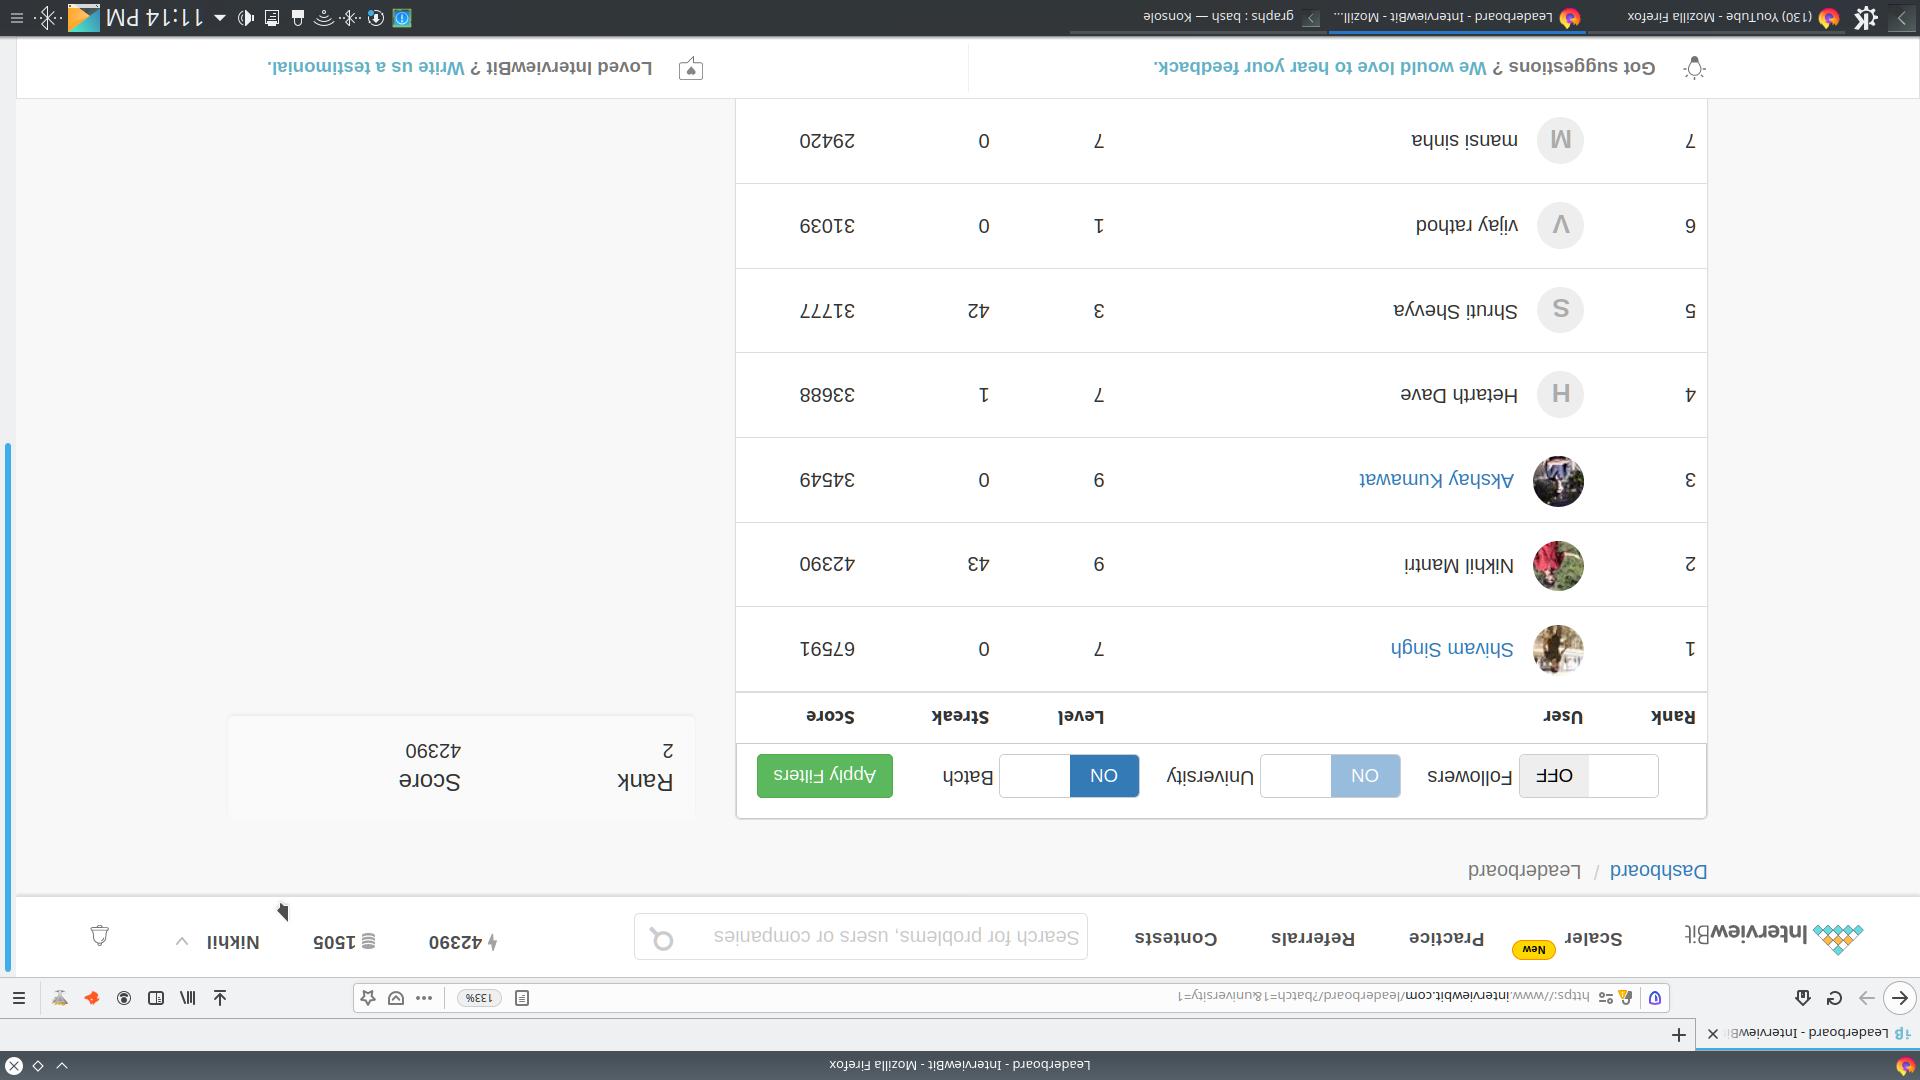 Leaderboard - InterviewBit - Mozilla Firefox
Leaderboard - InterviewBi
https://www.interviewbit.com/leaderboard/?batch=1&university=1
133%
InterviewBit
Scaler New
Practice
Referrals
Contests
Search for problems, users or companies
42390
1505
Nikhil
Dashboard / Leaderboard
OFF Followers
ON University
ON Batch
Apply Filters
Rank Score
2 42390
Rank User Level Streak Score
1 Shivam Singh 7 0 67591
2 Nikhil Mantri 9 43 42390
3 Akshay Kumawat 9 0 34549
4 H Hetarth Dave 7 1 33688
5 S Shruti Shevya 3 42 31777
6 V vijay rathod 1 0 31039
7 M mansi sinha 7 0 29420
Got suggestions ? We would love to hear your feedback.
Loved InterviewBit ? Write us a testimonial.
(130) YouTube - Mozilla Firefox
Leaderboard - InterviewBit - Mozill...
graphs : bash — Konsole
11:11:14 PM